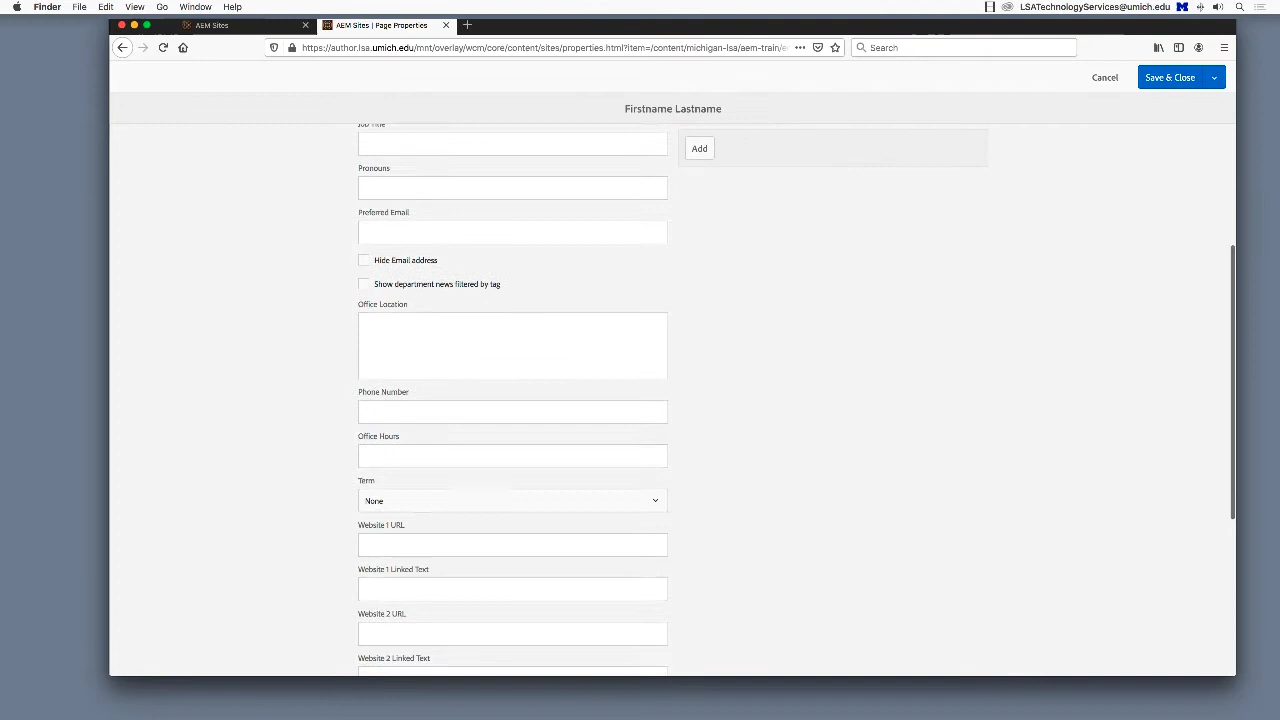 Finder File Edit View Go Window Help LSATechnologyServices@umich.edu
AEM Sites AEM Sites | Page Properties
https://author.lsa.umich.edu/mnt/overlay/wcm/core/content/sites/properties.html?item=/content/michigan-lsa/aem-train/e Search
Cancel Save & Close
Firstname Lastname
Job Title
Add
Pronouns
Preferred Email
Hide Email address
Show department news filtered by tag
Office Location
Phone Number
Office Hours
Term
None
Website 1 URL
Website 1 Linked Text
Website 2 URL
Website 2 Linked Text